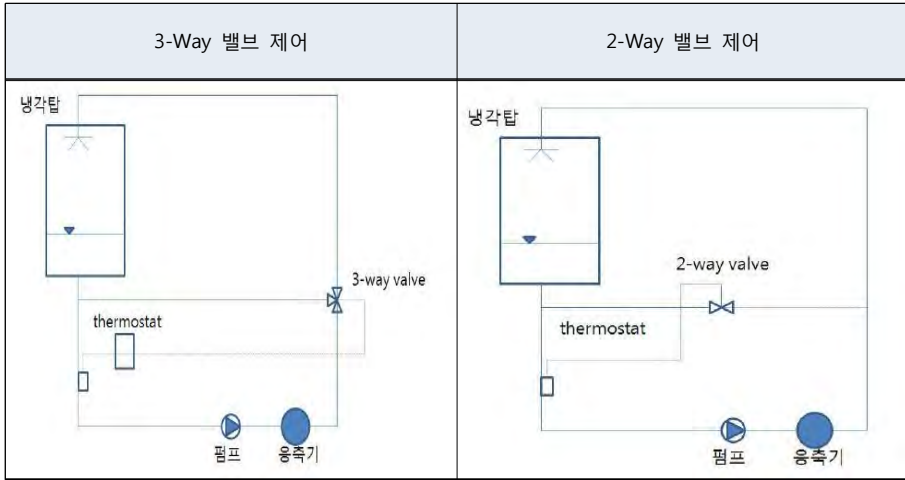 3-Way 밸브 제어
2-Way 밸브 제어
냉각탑
3-way valve
thermostat
펌프
응축기
냉각탑
2-way valve
thermostat
펌프
응축기